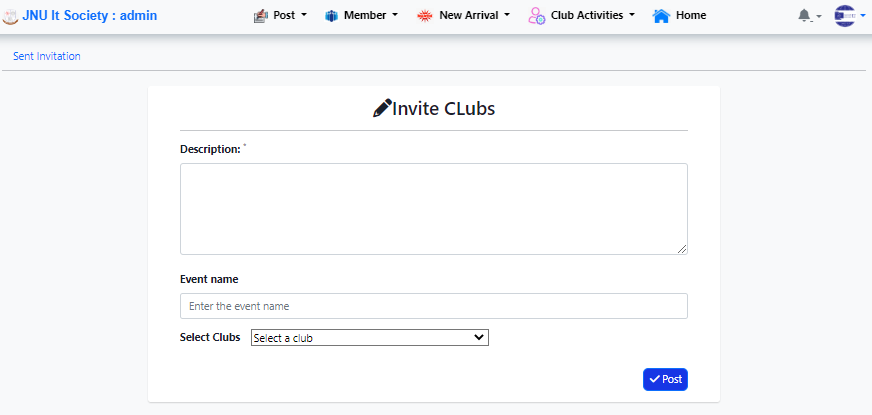 JNU It Society : admin Post Member New Arrival Club Activities Home
Sent Invitation
Invite CLubs
Description: *
Event name
Enter the event name
Select Clubs Select a club
Post